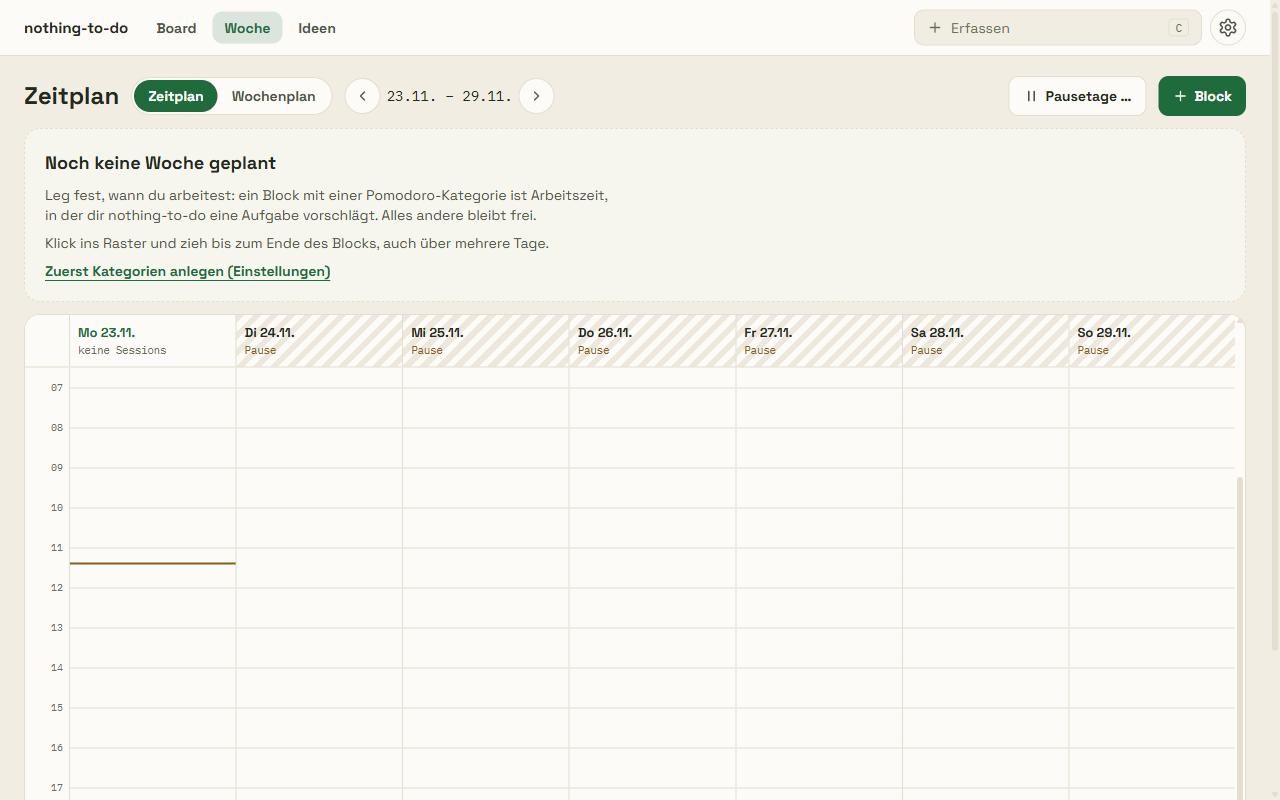 nothing-to-do Board Woche Ideen Erfassen C
Zeitplan Zeitplan Wochenplan 23.11. – 29.11. Pausetage … Block
Noch keine Woche geplant
Leg fest, wann du arbeitest: ein Block mit einer Pomodoro-Kategorie ist Arbeitszeit,
in der dir nothing-to-do eine Aufgabe vorschlägt. Alles andere bleibt frei.
Klick ins Raster und zieh bis zum Ende des Blocks, auch über mehrere Tage.
Zuerst Kategorien anlegen (Einstellungen)
Mo 23.11. Di 24.11. Mi 25.11. Do 26.11. Fr 27.11. Sa 28.11. So 29.11.
keine Sessions Pause Pause Pause Pause Pause Pause
07
08
09
10
11
12
13
14
15
16
17